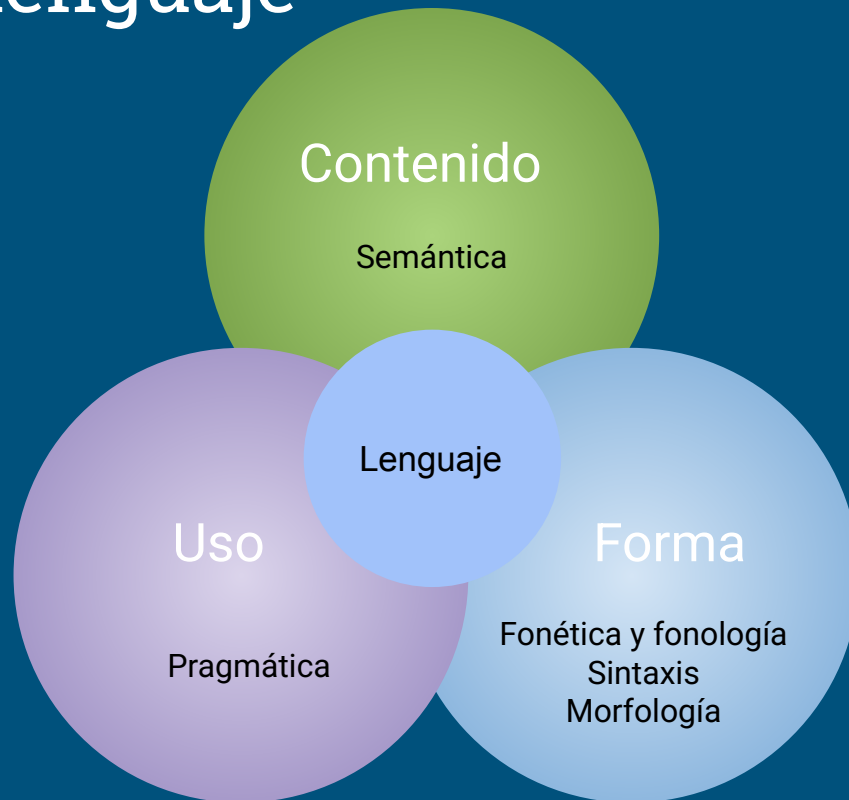 Contenido
Semántica
Lenguaje
Uso
Forma
Pragmática
Fonética y fonología
Sintaxis
Morfología